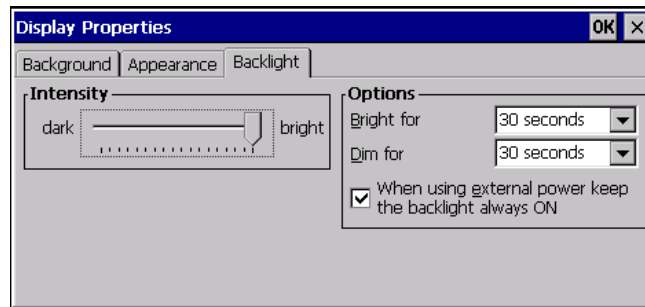 Display Properties OK ×
Background Appearance Backlight
Intensity
dark bright
Options
Bright for 30 seconds
Dim for 30 seconds
When using external power keep
the backlight always ON